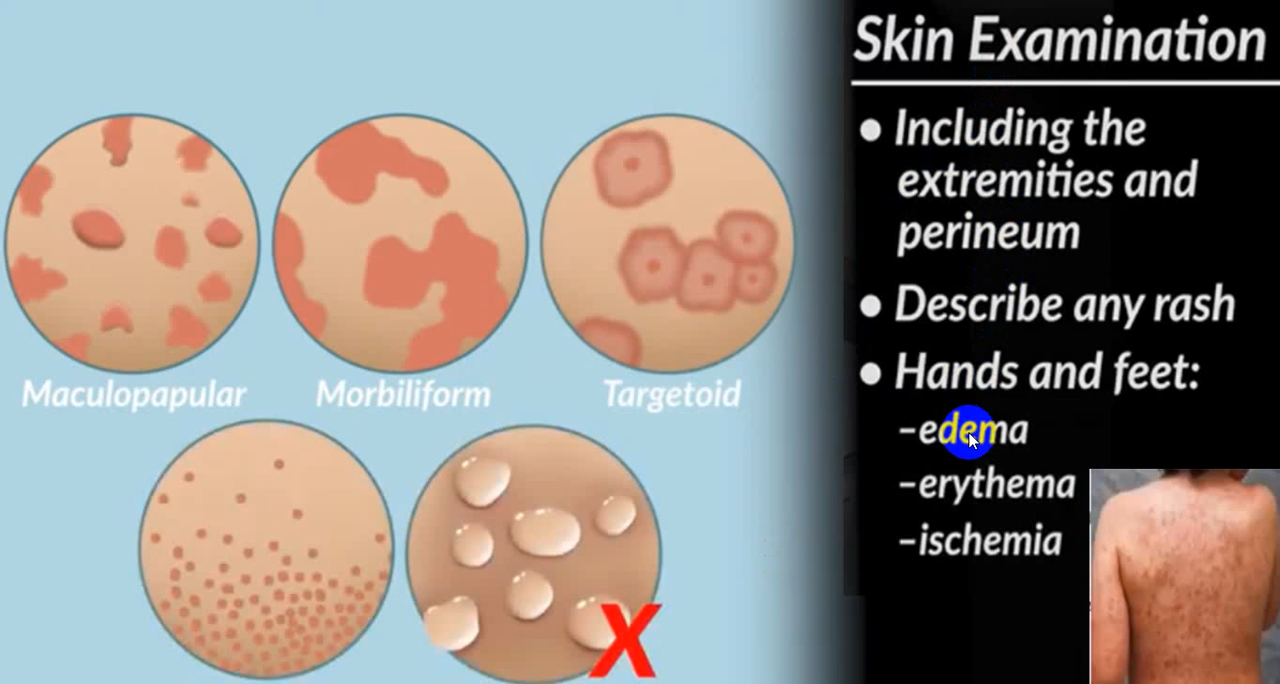 Skin Examination
● Including the
extremities and
perineum
● Describe any rash
● Hands and feet:
–edema
–erythema
–ischemia
Maculopapular
Morbiliform
Targetoid
X